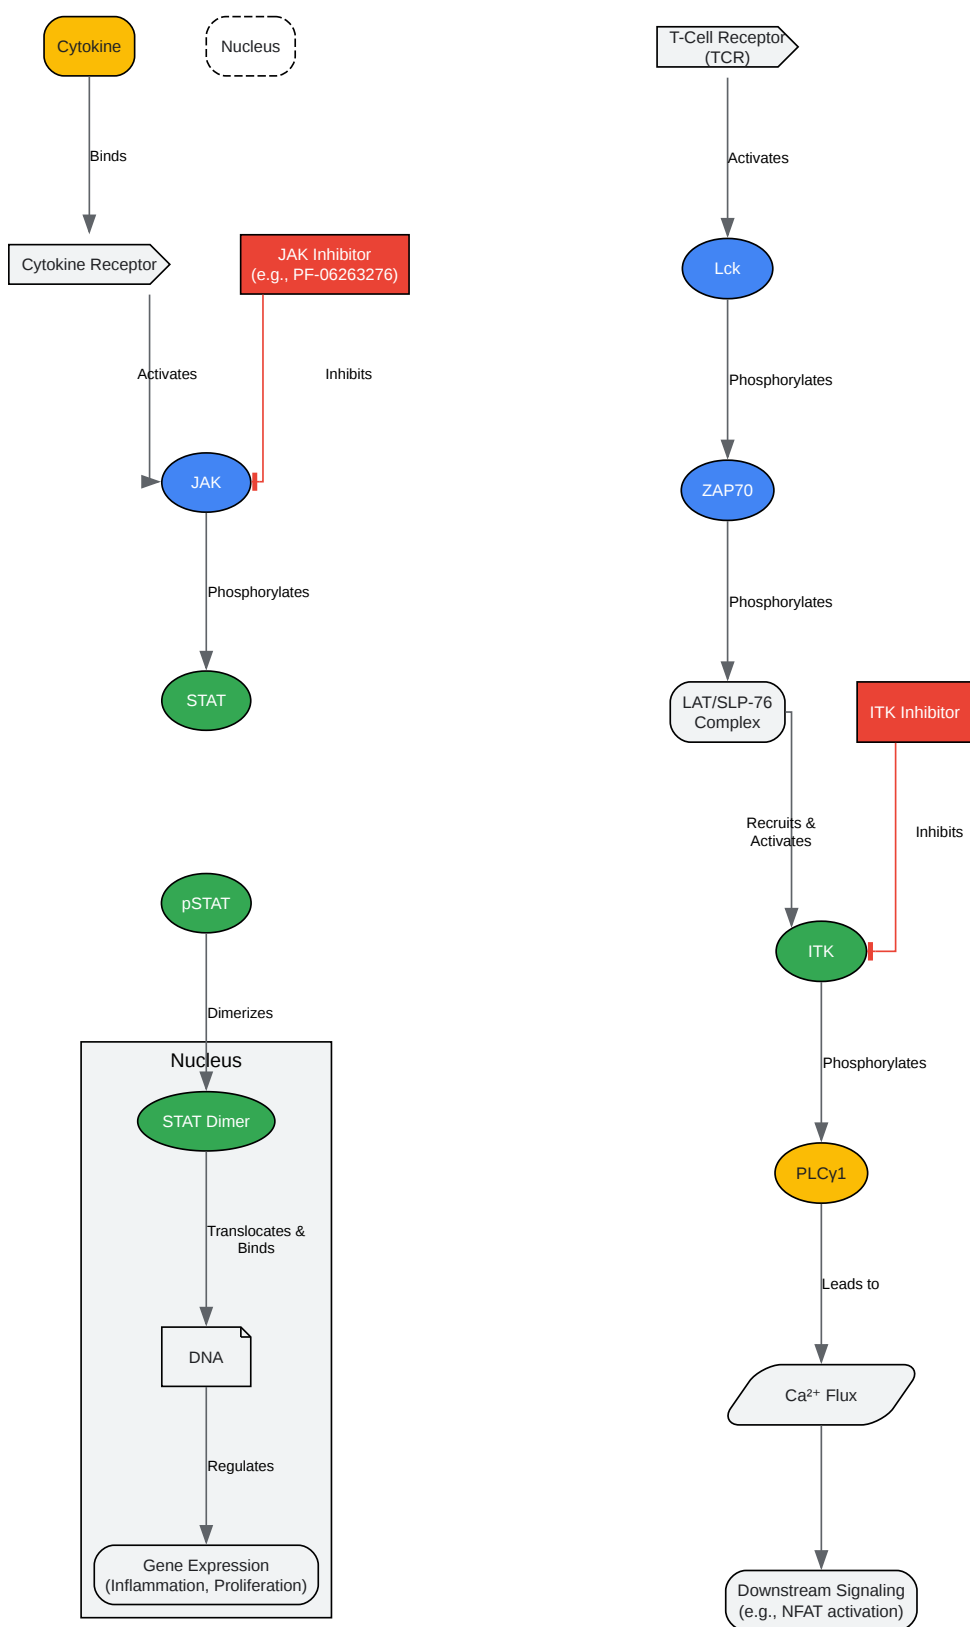 Cytokine
Nucleus
Binds
Cytokine Receptor
JAK Inhibitor
(e.g., PF-06263276)
Activates
Inhibits
JAK
Phosphorylates
STAT
pSTAT
Dimerizes
Nucleus
STAT Dimer
Translocates &
Binds
DNA
Regulates
Gene Expression
(Inflammation, Proliferation)
T-Cell Receptor
(TCR)
Activates
Lck
Phosphorylates
ZAP70
Phosphorylates
LAT/SLP-76
Complex
ITK Inhibitor
Recruits &
Activates
Inhibits
ITK
Phosphorylates
PLCγ1
Leads to
Ca²⁺ Flux
Downstream Signaling
(e.g., NFAT activation)